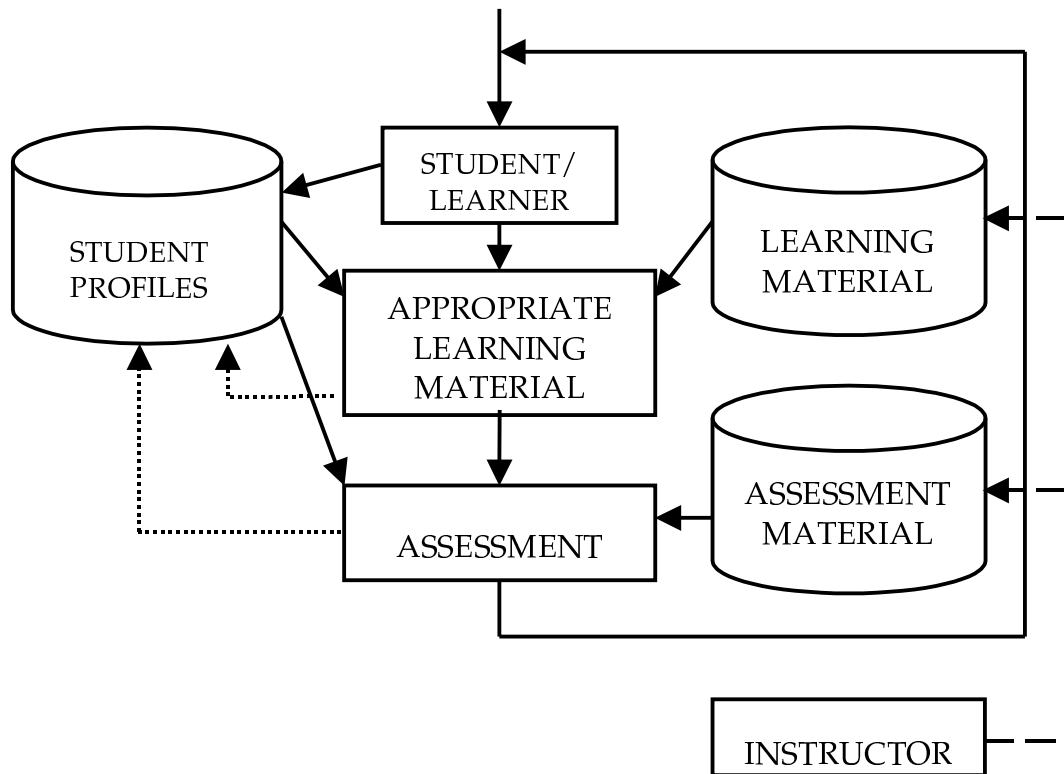 STUDENT/
LEARNER
STUDENT
PROFILES
LEARNING
MATERIAL
APPROPRIATE
LEARNING
MATERIAL
ASSESSMENT
MATERIAL
ASSESSMENT
INSTRUCTOR